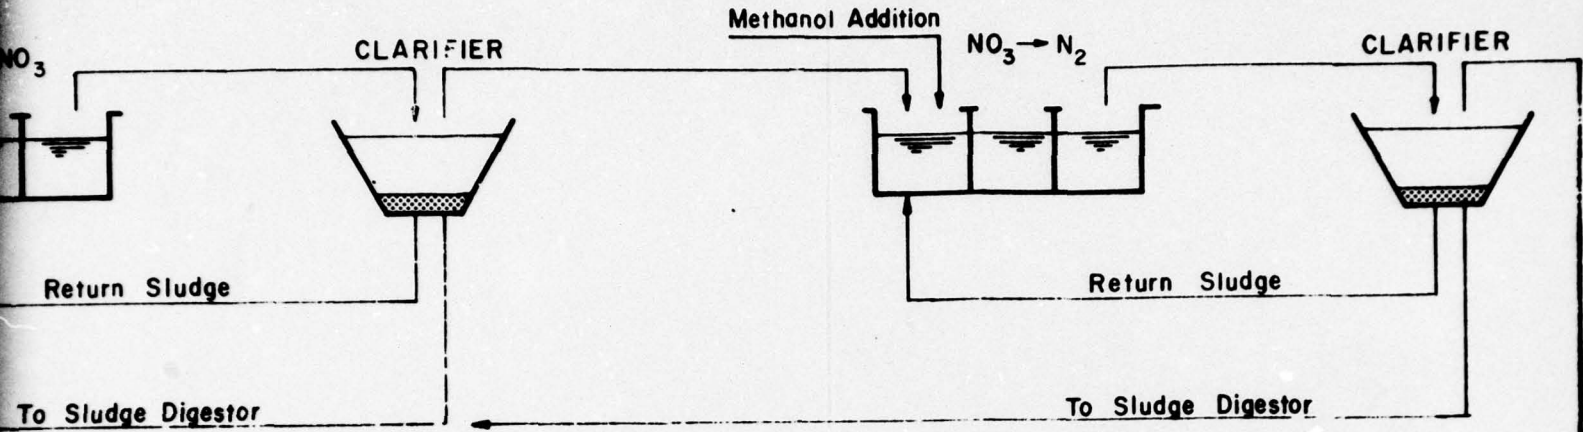 Methanol Addition
NO3
CLARIFIER
NO3→N2
CLARIFIER
Return Sludge
Return Sludge
To Sludge Digestor
To Sludge Digestor